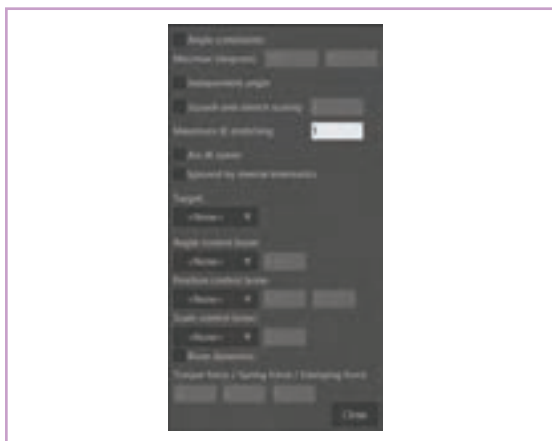 Angle constraints
Min/max (degrees)
Independent angle
Squash and stretch scaling
Maximum IK stretching 1
Arc IK solver
Ignored by inverse kinematics
Target:
<None> ▼
Angle control bone:
<None> ▼
Position control bone:
<None> ▼
Scale control bone:
<None> ▼
Bone dynamics
Torque force / Spring force / Damping force
Close